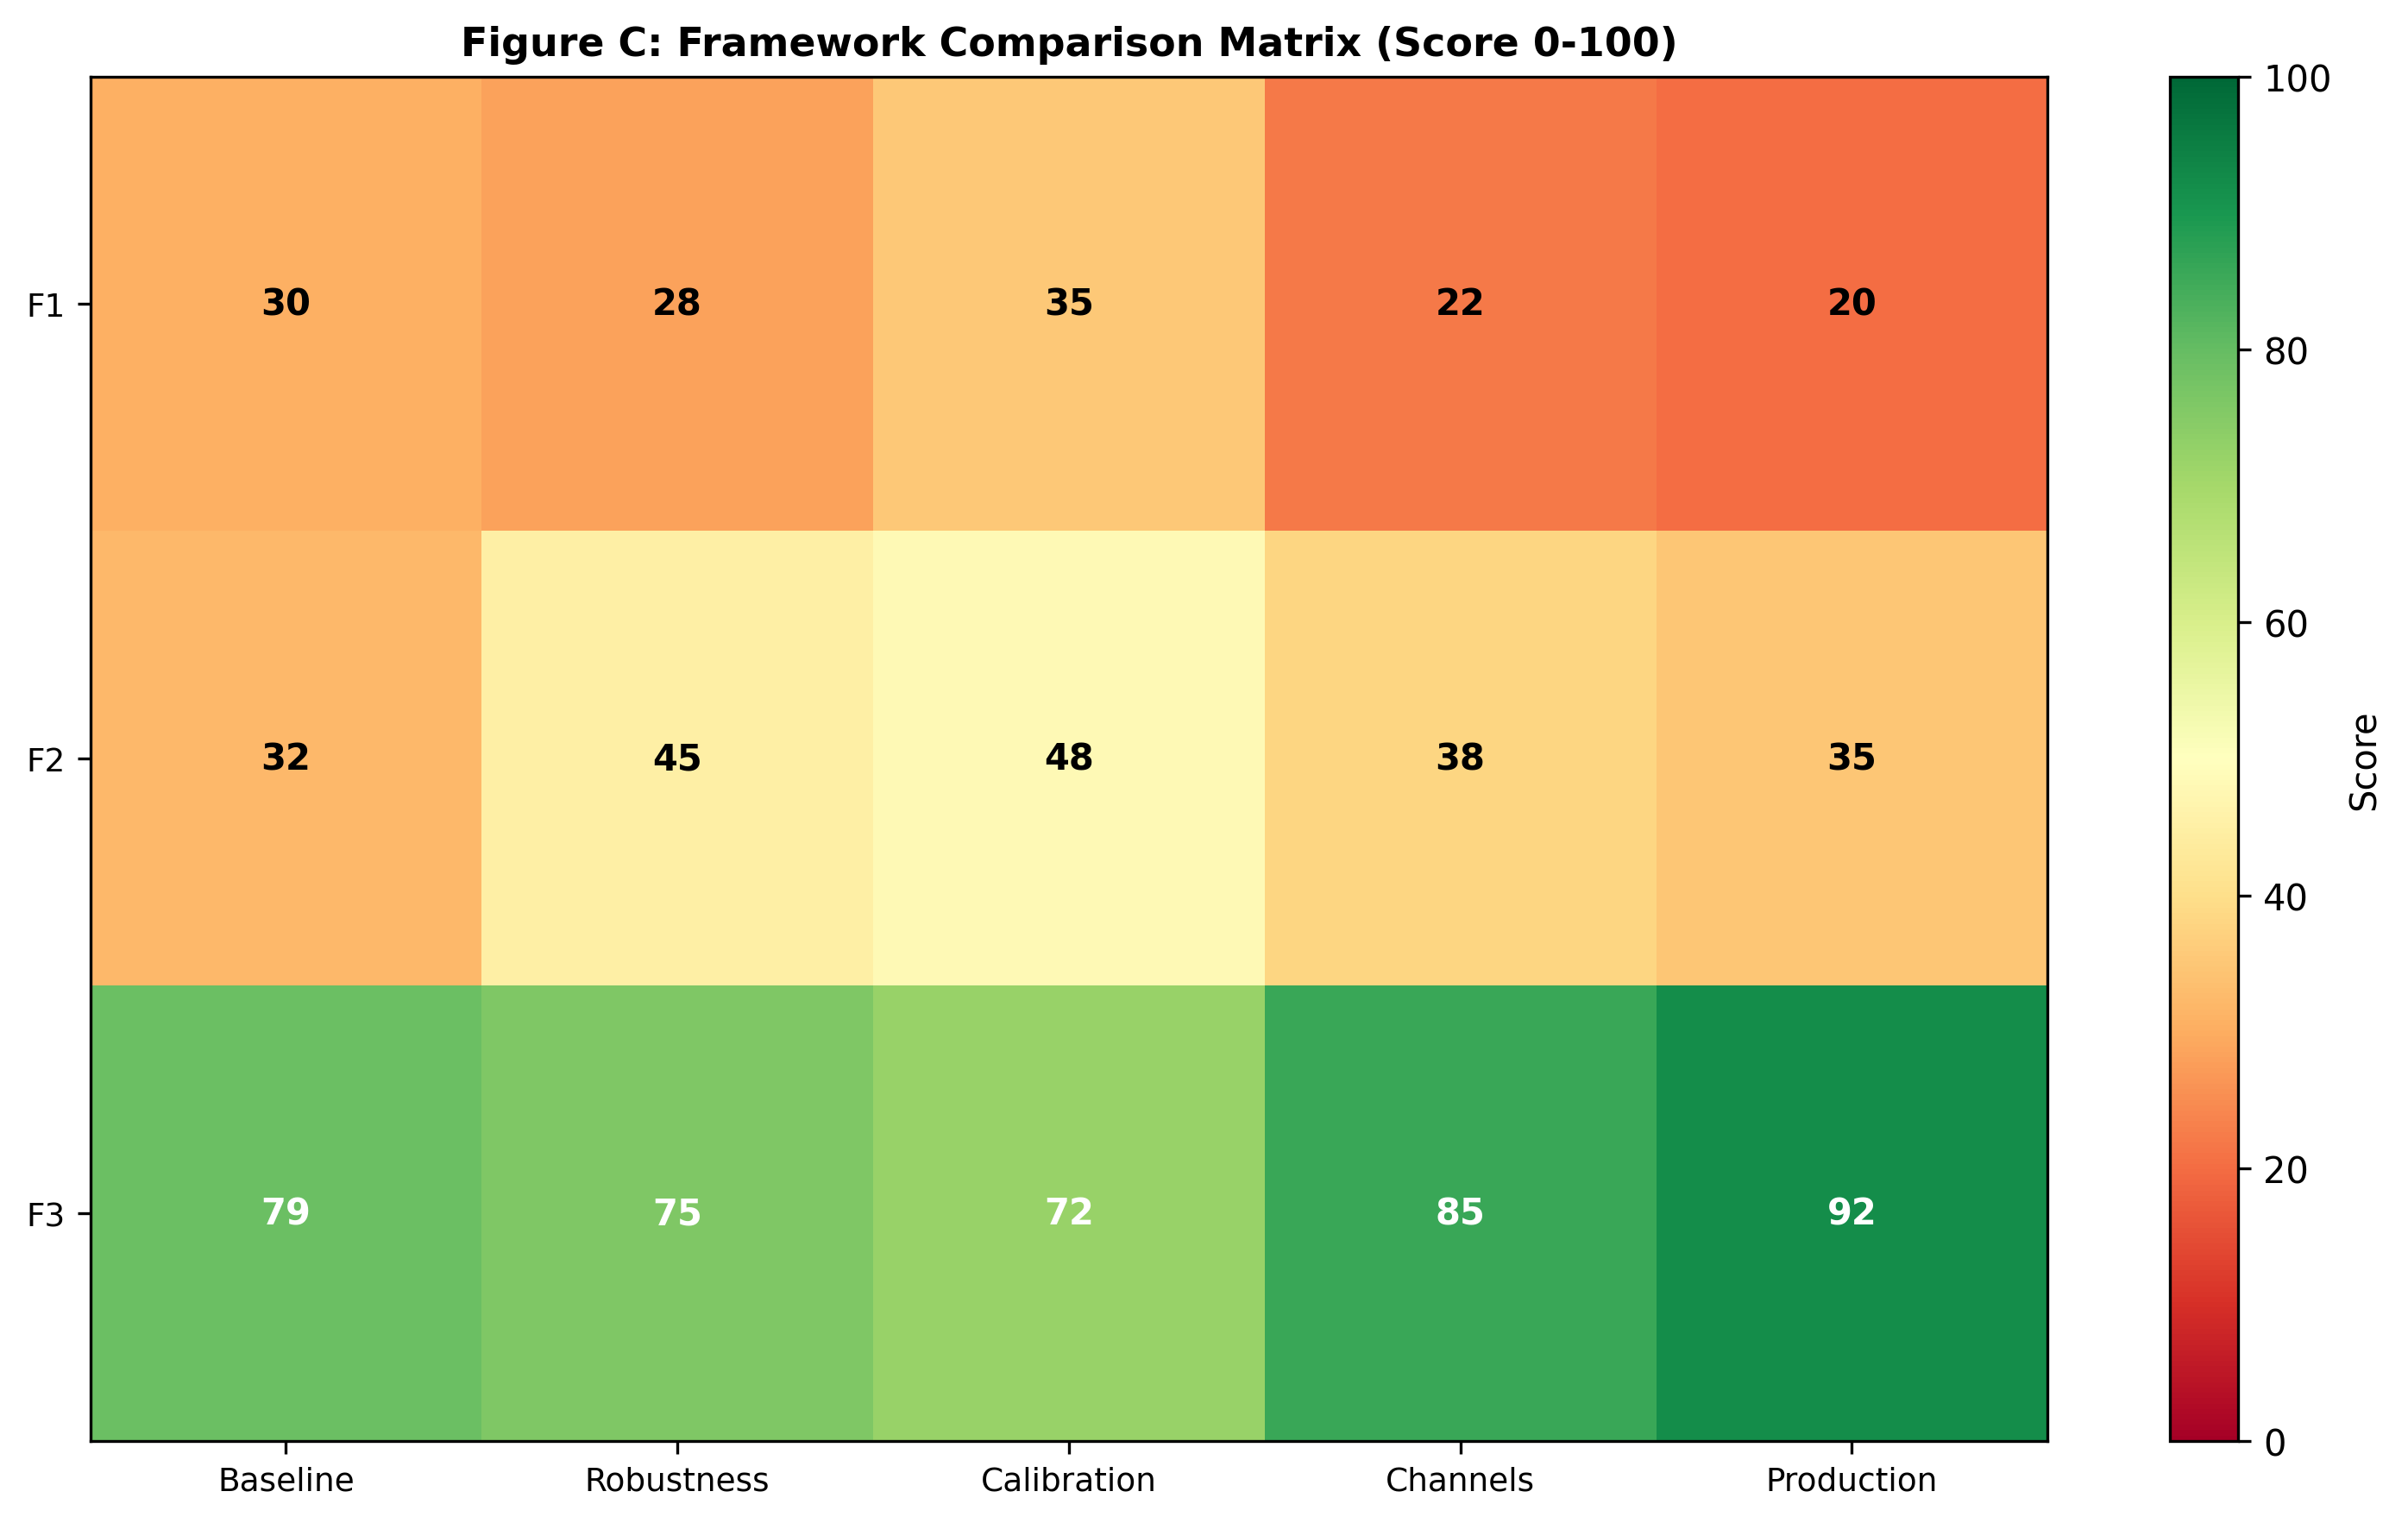 Figure C: Framework Comparison Matrix (Score 0-100)
F1
30
28
35
22
20
F2
32
45
48
38
35
F3
79
75
72
85
92
Baseline
Robustness
Calibration
Channels
Production
100
80
60
40
20
0
Score